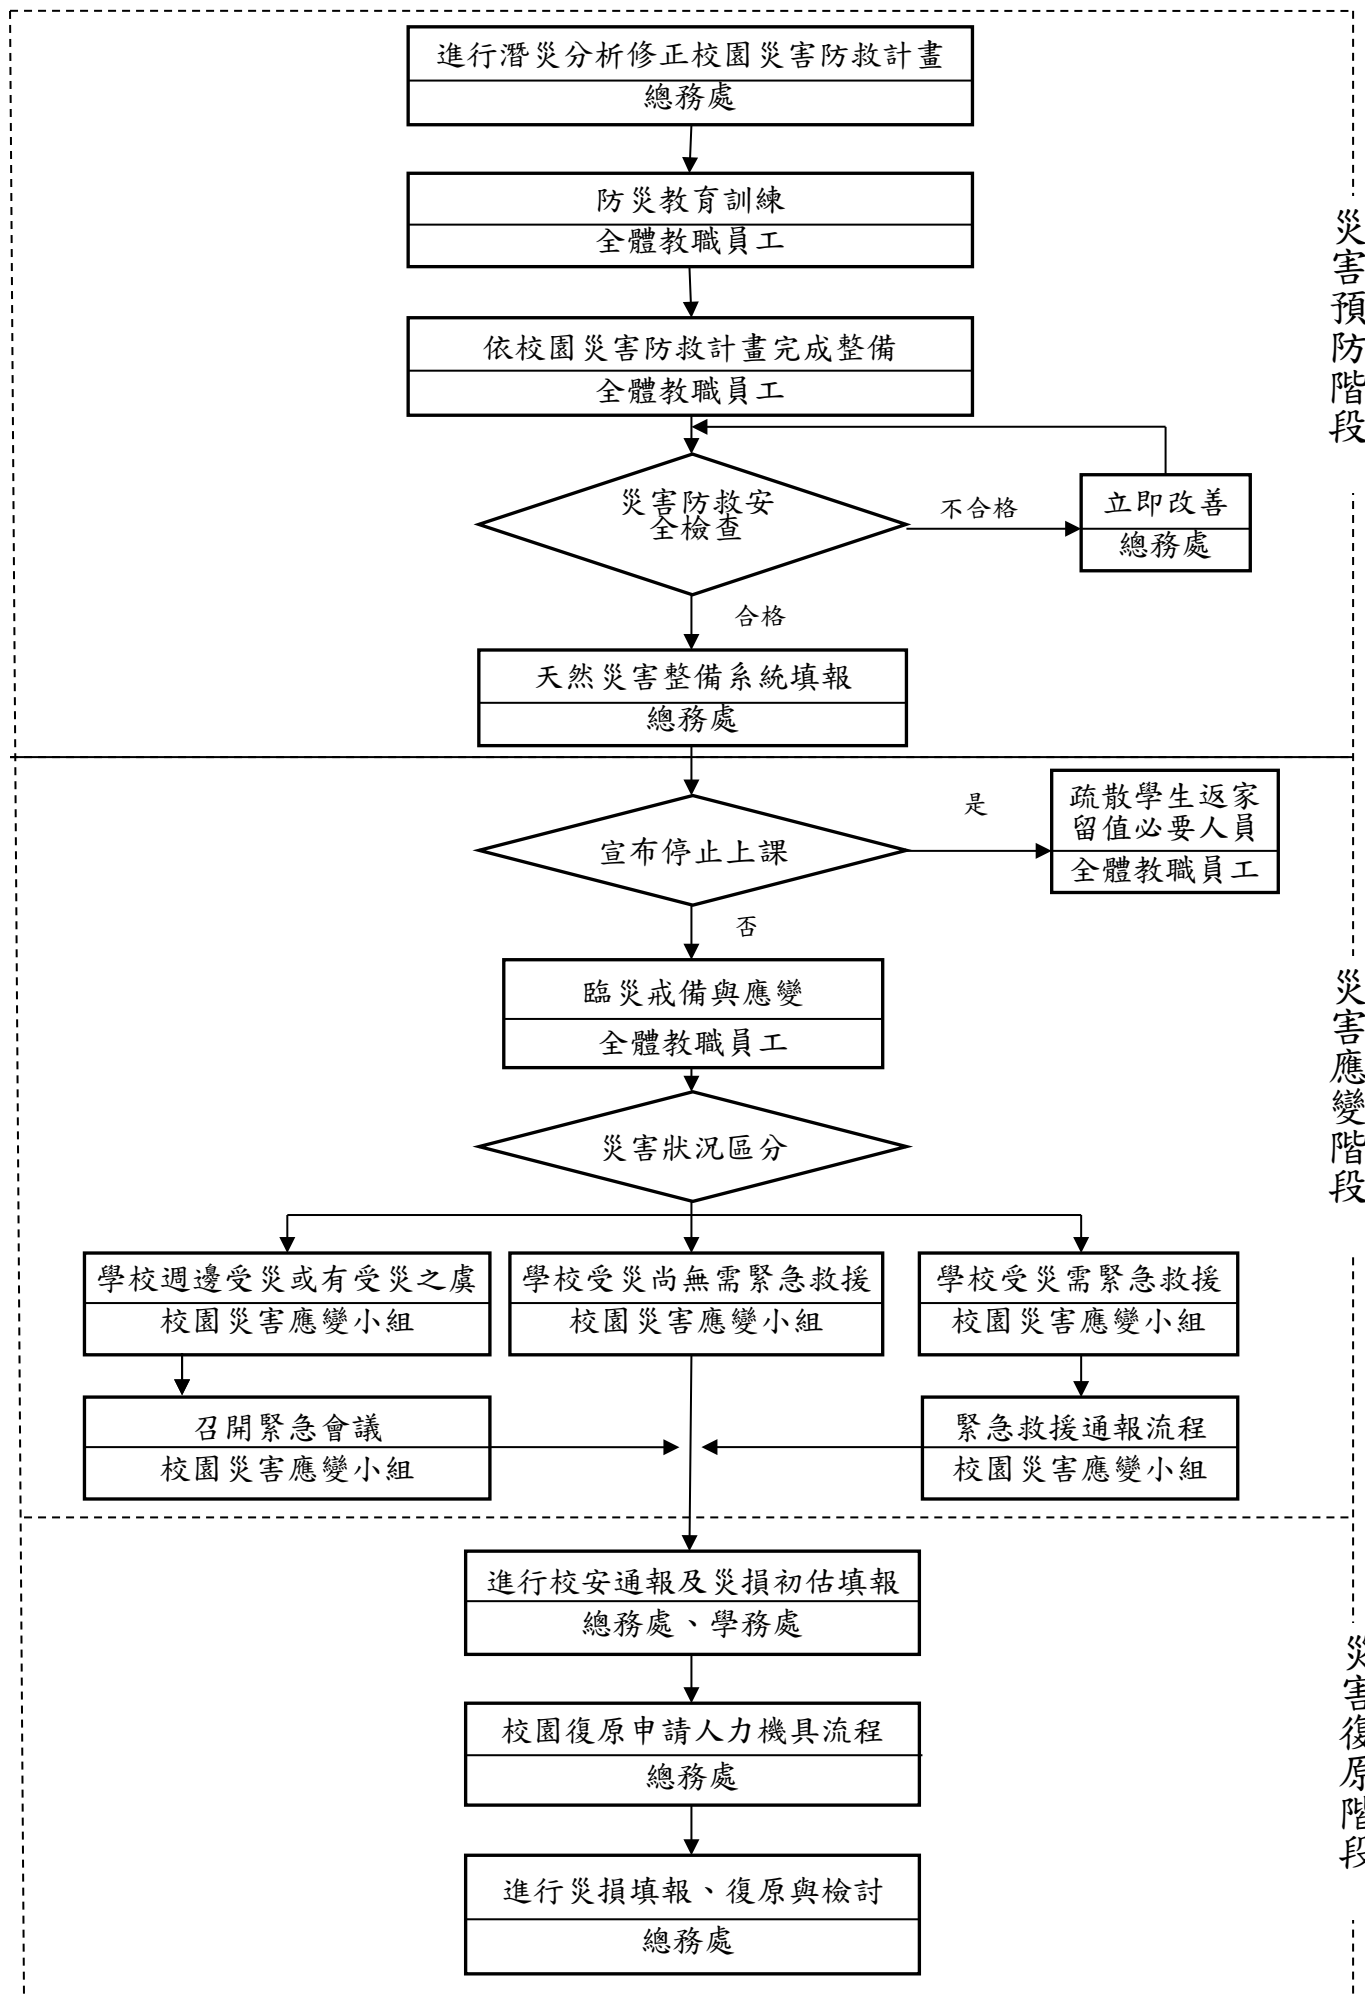 進行潛災分析修正校園災害防救計畫
總務處
防災教育訓練
全體教職員工
災害預防階段
依校園災害防救計畫完成整備
全體教職員工
災害防救安
全檢查
不合格
立即改善
總務處
合格
天然災害整備系統填報
總務處
宣布停止上課
是
疏散學生返家
留值必要人員
全體教職員工
否
臨災戒備與應變
全體教職員工
災害應變階段
災害狀況區分
學校週邊受災或有受災之虞
校園災害應變小組
學校受災尚無需緊急救援
校園災害應變小組
學校受災需緊急救援
校園災害應變小組
召開緊急會議
校園災害應變小組
緊急救援通報流程
校園災害應變小組
進行校安通報及災損初估填報
總務處、學務處
災害復原階段
校園復原申請人力機具流程
總務處
進行災損填報、復原與檢討
總務處